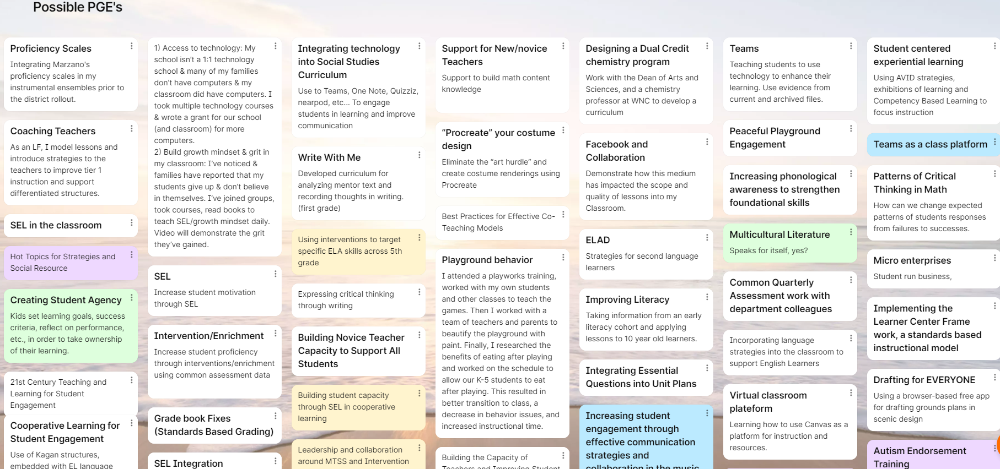 Possible PGE's
Proficiency Scales
Integrating Marzano's
proficiency scales in my
instrumental ensembles prior to
the district rollout.
Coaching Teachers
As an LF, I model lessons and
introduce strategies to the
teachers to improve tier 1
instruction and support
differentiated structures.
SEL in the classroom
Hot Topics for Strategies and
Social Resource
Creating Student Agency
Kids set learning goals, success
criteria, reflect on performance,
etc., in order to take ownership
of their learning.
21st Century Teaching and
Learning for Student
Engagement
Cooperative Learning for
Student Engagement
Use of Kagan structures,
embedded with EL language
1) Access to technology: My
school isn’t a 1:1 technology
school & many of my families
don’t have computers & my
classroom did have computers. I
took multiple technology courses
& wrote a grant for our school
(and classroom) for more
computers.
2) Build growth mindset & grit in
my classroom: I’ve noticed &
families have reported that my
students give up & don’t believe
in themselves. I’ve joined groups,
took courses, read books to
teach SEL/growth mindset daily.
Video will demonstrate the grit
they’ve gained.
SEL
Increase student motivation
through SEL
Intervention/Enrichment
Increase student proficiency
through interventions/enrichment
using common assessment data
Grade book Fixes
(Standards Based Grading)
SEL Integration
Integrating technology
into Social Studies
Curriculum
Use to Teams, One Note, Quizziz,
nearpod, etc... To engage
students in learning and improve
communication
Write With Me
Developed curriculum for
analyzing mentor text and
recording thoughts in writing.
(first grade)
Using interventions to target
specific ELA skills across 5th
grade
Expressing critical thinking
through writing
Building Novice Teacher
Capacity to Support All
Students
Building student capacity
through SEL in cooperative
learning
Leadership and collaboration
around MTSS and Intervention
Support for New/novice
Teachers
Support to build math content
knowledge
“Procreate” your costume
design
Eliminate the “art hurdle” and
create costume renderings using
Procreate
Best Practices for Effective Co-
Teaching Models
Playground behavior
I attended a playworks training,
worked with my own students
and other classes to teach the
games. Then I worked with a
team of teachers and parents to
beautify the playground with
paint. Finally, I researched the
benefits of eating after playing
and worked on the schedule to
allow our K-5 students to eat
after playing. This resulted in
better transition to class, a
decrease in behavior issues, and
increased instructional time.
Building the Capacity of
Teachers and Improving Student
Designing a Dual Credit
chemistry program
Work with the Dean of Arts and
Sciences, and a chemistry
professor at WNC to develop a
curriculum
Facebook and
Collaboration
Demonstrate how this medium
has impacted the scope and
quality of lessons into my
Classroom.
ELAD
Strategies for second language
learners
Improving Literacy
Taking information from an early
literacy cohort and applying
lessons to 10 year old learners.
Integrating Essential
Questions into Unit Plans
Increasing student
engagement through
effective communication
strategies and
collaboration in the music
Teams
Teaching students to use
technology to enhance their
learning. Use evidence from
current and archived files.
Peaceful Playground
Engagement
Increasing phonological
awareness to strengthen
foundational skills
Multicultural Literature
Speaks for itself, yes?
Common Quarterly
Assessment work with
department colleagues
Incorporating language
strategies into the classroom to
support English Learners
Virtual classroom
plateform
Learning how to use Canvas as a
platform for instruction and
resources.
Student centered
experiential learning
Using AVID strategies,
exhibitions of learning and
Competency Based Learning to
focus instruction
Teams as a class platform
Patterns of Critical
Thinking in Math
How can we change expected
patterns of students responses
from failures to successes.
Micro enterprises
Student run business,
Implementing the
Learner Center Frame
work, a standards based
instructional model
Drafting for EVERYONE
Using a browser-based free app
for drafting grounds plans in
scenic design
Autism Endorsement
Training